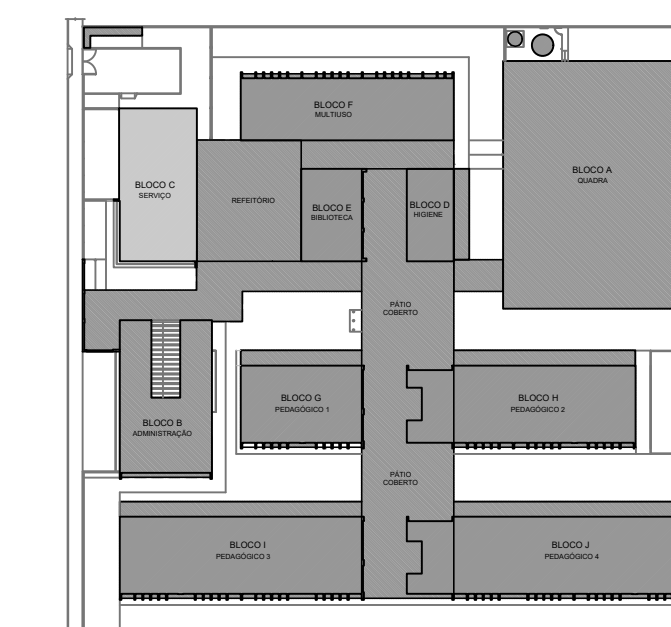 BLOCO F
MULTIUSO
BLOCO A
QUADRA
BLOCO C
SERVIÇO
REFEITÓRIO
BLOCO E
BIBLIOTECA
BLOCO D
HIGIENE
PÁTIO
COBERTO
BLOCO G
PEDAGÓGICO 1
BLOCO H
PEDAGÓGICO 2
BLOCO B
ADMINISTRAÇÃO
PÁTIO
COBERTO
BLOCO I
PEDAGÓGICO 3
BLOCO J
PEDAGÓGICO 4